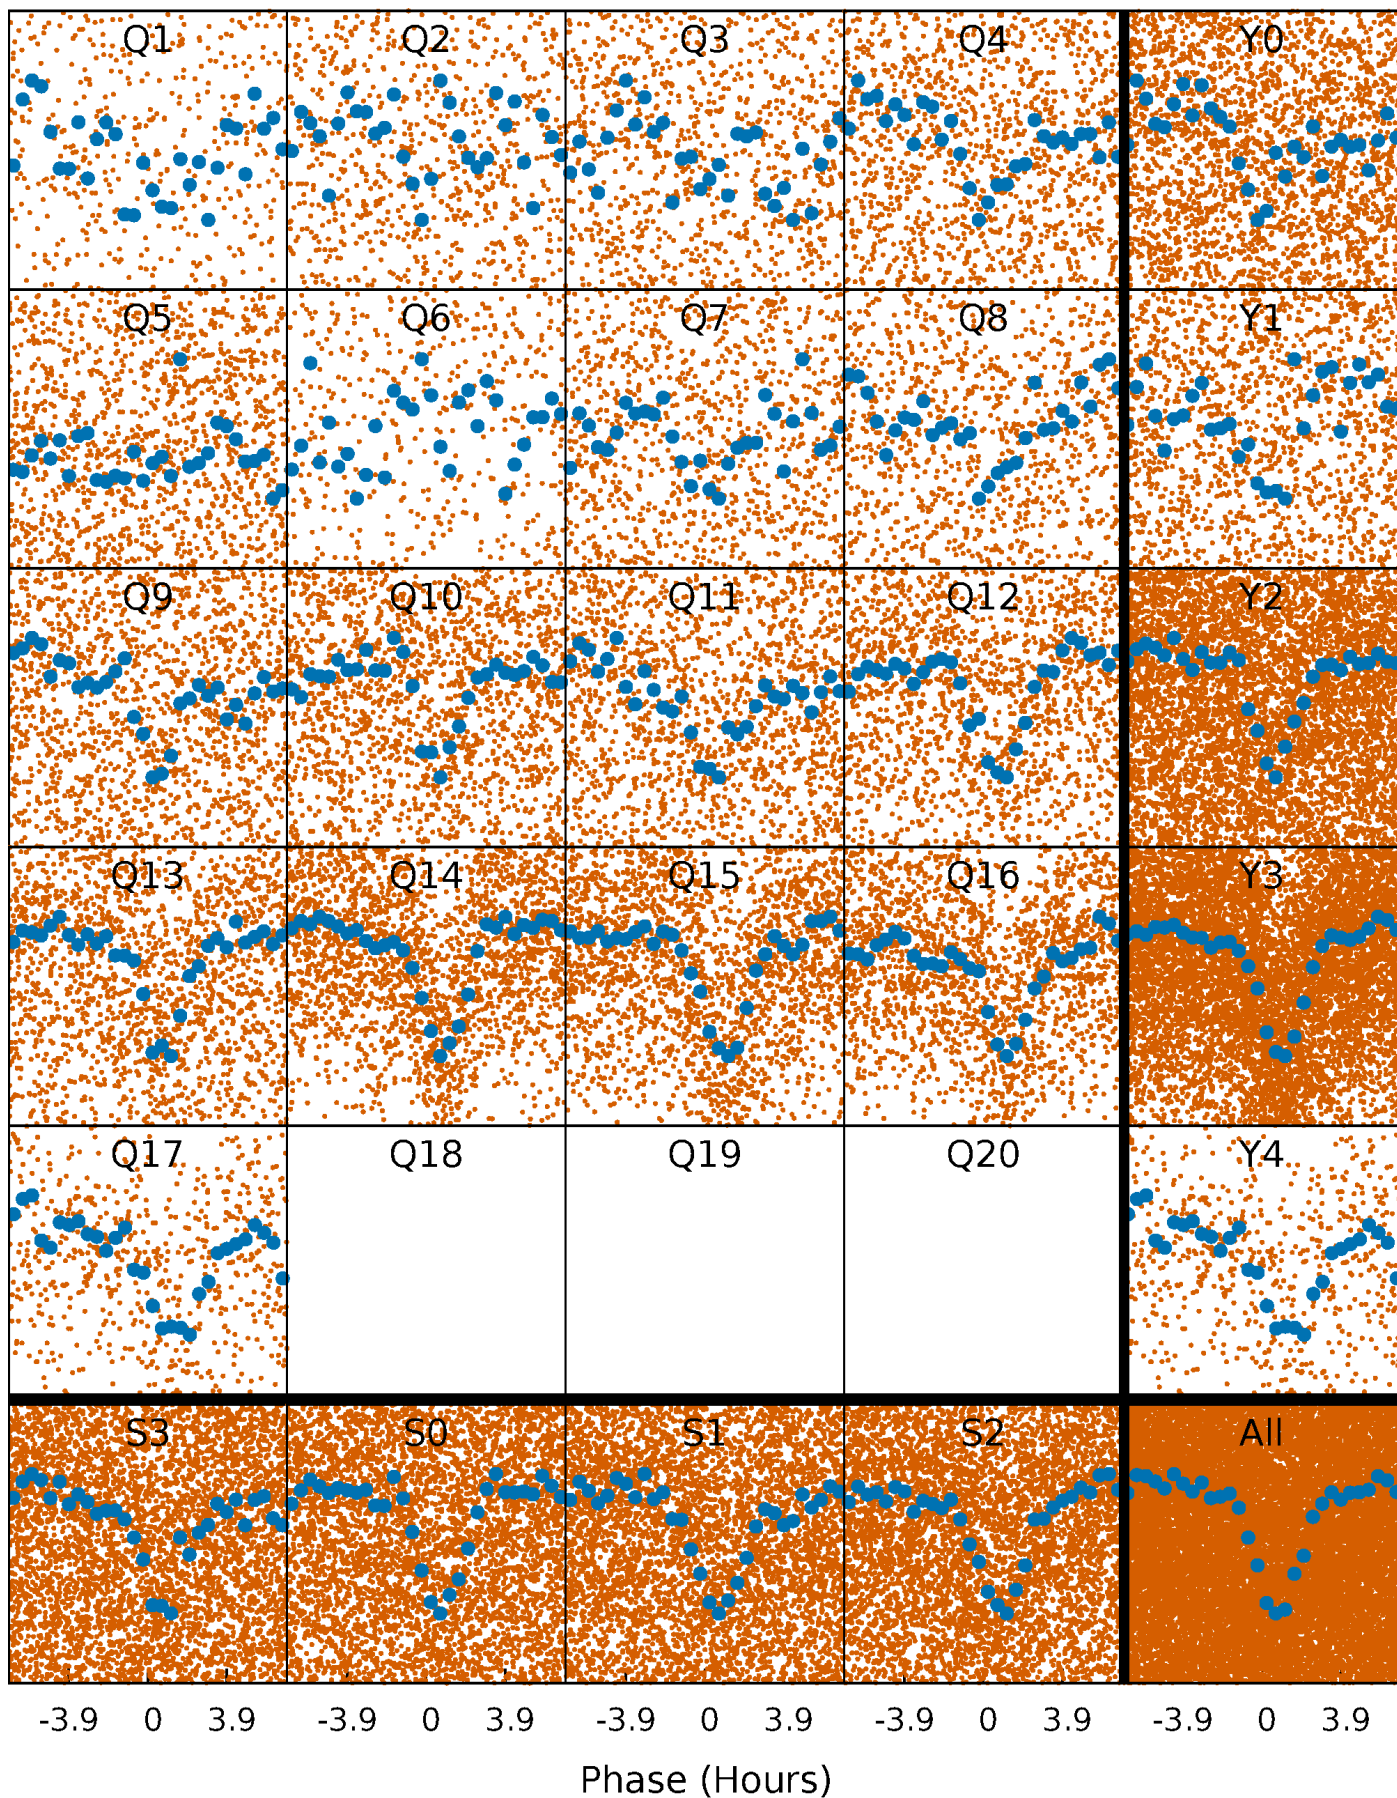 Q1 Q2 Q3 Q4 Y0
Q5 Q6 Q7 Q8 Y1
Q9 Q10 Q11 Q12 Y2
Q13 Q14 Q15 Q16 Y3
Q17 Q18 Q19 Q20 Y4
S3 S0 S1 S2 All
-3.9 0 3.9 -3.9 0 3.9 -3.9 0 3.9 -3.9 0 3.9 -3.9 0 3.9
Phase (Hours)